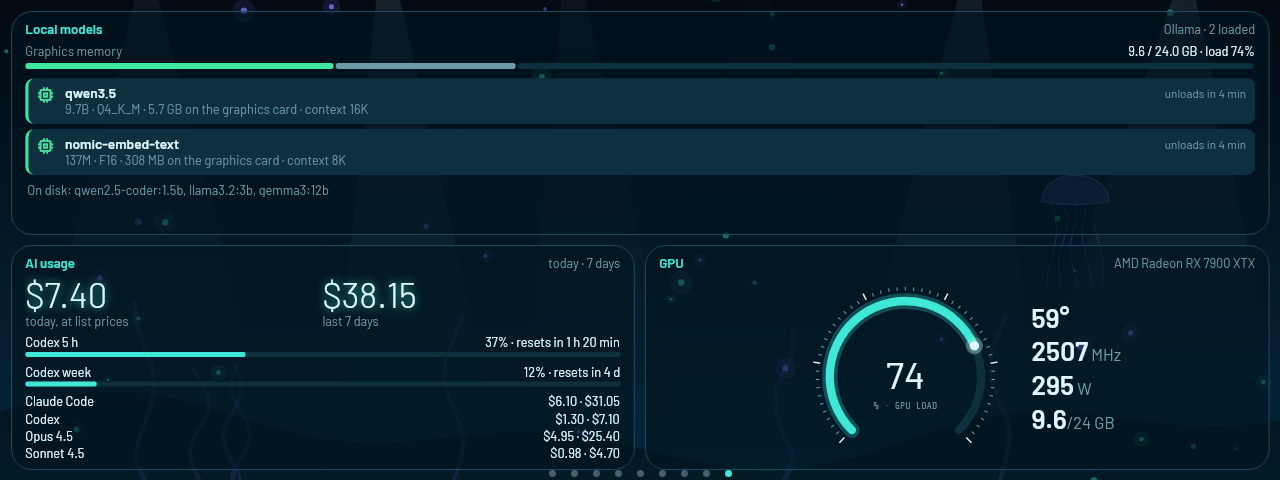 Local models
Ollama · 2 loaded
Graphics memory
9.6 / 24.0 GB · load 74%
qwen3.5
unloads in 4 min
9.7B · Q4_K_M · 5.7 GB on the graphics card · context 16K
nomic-embed-text
unloads in 4 min
137M · F16 · 308 MB on the graphics card · context 8K
On disk: qwen2.5-coder:1.5b, llama3.2:3b, gemma3:12b
AI usage
today · 7 days
$7.40
$38.15
today, at list prices
last 7 days
Codex 5 h
37% · resets in 1 h 20 min
Codex week
12% · resets in 4 d
Claude Code
$6.10 · $31.05
Codex
$1.30 · $7.10
Opus 4.5
$4.95 · $25.40
Sonnet 4.5
$0.98 · $4.70
GPU
AMD Radeon RX 7900 XTX
74
% · GPU LOAD
59°
2507 MHz
295 W
9.6/24 GB